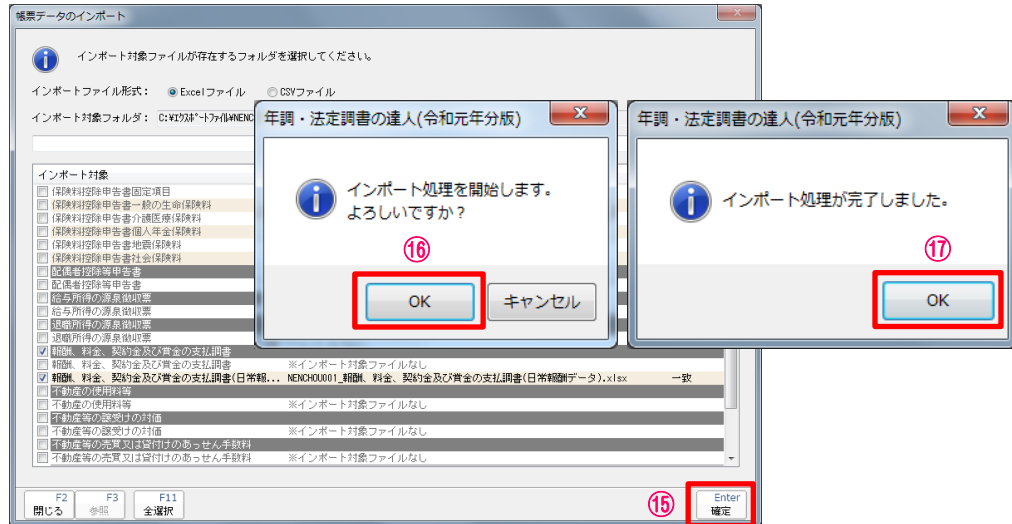 帳票データのインポート
インポート対象ファイルが存在するフォルダを選択してください。
インポートファイル形式： Excelファイル CSVファイル
インポート対象フォルダ： C:¥ｴｸｽﾎﾟｰﾄﾌｧｲﾙ¥NENC
インポート対象
保険料控除申告書固定項目
保険料控除申告書一般の生命保険料
保険料控除申告書介護医療保険料
保険料控除申告書個人年金保険料
保険料控除申告書地震保険料
保険料控除申告書社会保険料
配偶者控除等申告書
配偶者控除等申告書
給与所得の源泉徴収票
給与所得の源泉徴収票
退職所得の源泉徴収票
退職所得の源泉徴収票
報酬、料金、契約金及び賞金の支払調書
報酬、料金、契約金及び賞金の支払調書 ※インポート対象ファイルなし
報酬、料金、契約金及び賞金の支払調書(日常報... NENCHOU001_報酬、料金、契約金及び賞金の支払調書(日常報酬データ).xlsx 一致
不動産の使用料等
不動産の使用料等 ※インポート対象ファイルなし
不動産等の譲受けの対価
不動産等の譲受けの対価 ※インポート対象ファイルなし
不動産等の売買又は貸付けのあっせん手数料
不動産等の売買又は貸付けのあっせん手数料 ※インポート対象ファイルなし
F2 閉じる
F3 参照
F11 全選択
⑮
Enter 確定
年調・法定調書の達人(令和元年分版)
インポート処理を開始します。
よろしいですか？
⑯
OK キャンセル
年調・法定調書の達人(令和元年分版)
インポート処理が完了しました。
⑰
OK